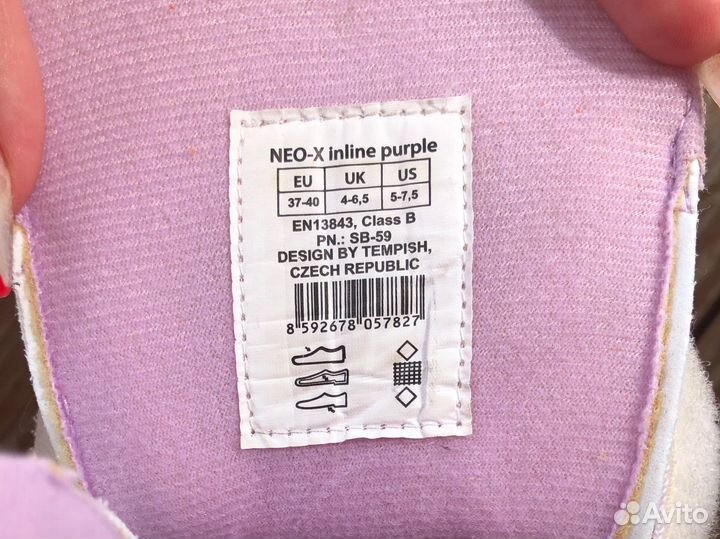 NEO-X inline purple
EU UK US
37-40 4-6,5 5-7,5
EN13843, Class B
PN.: SB-59
DESIGN BY TEMPISH,
CZECH REPUBLIC
8 592678 057827
Avito